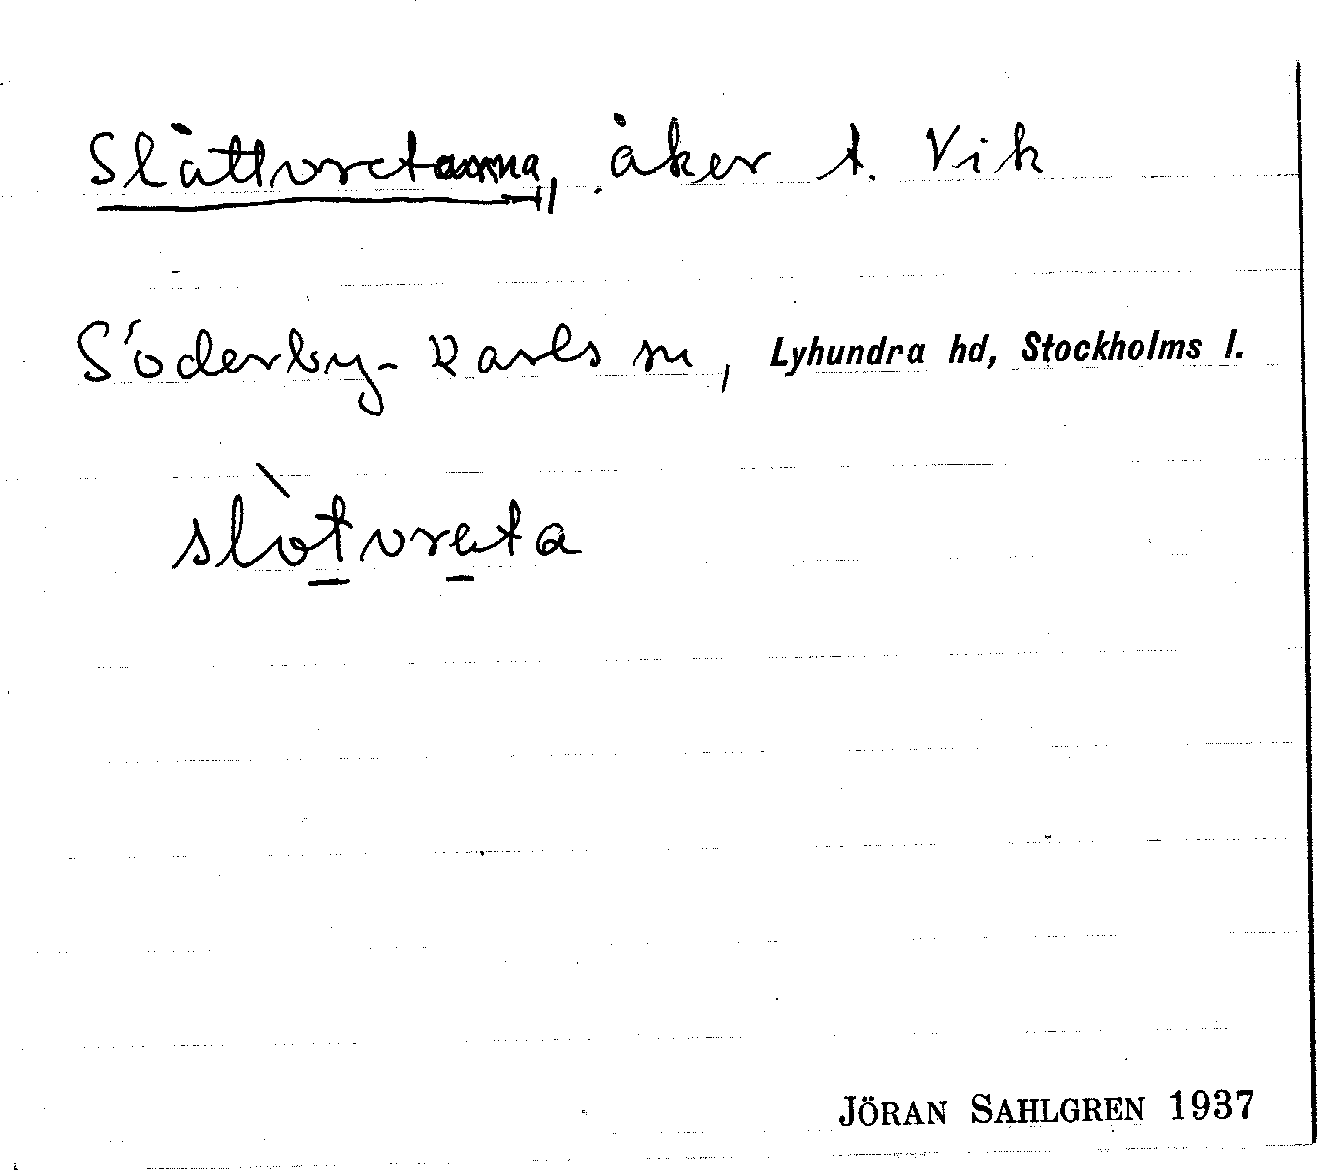 Slåttvretarna, åker t. Vik
Söderby-Karls sn, Lyhundra hd, Stockholms l.
slòtvreta
JÖRAN SAHLGREN 1937